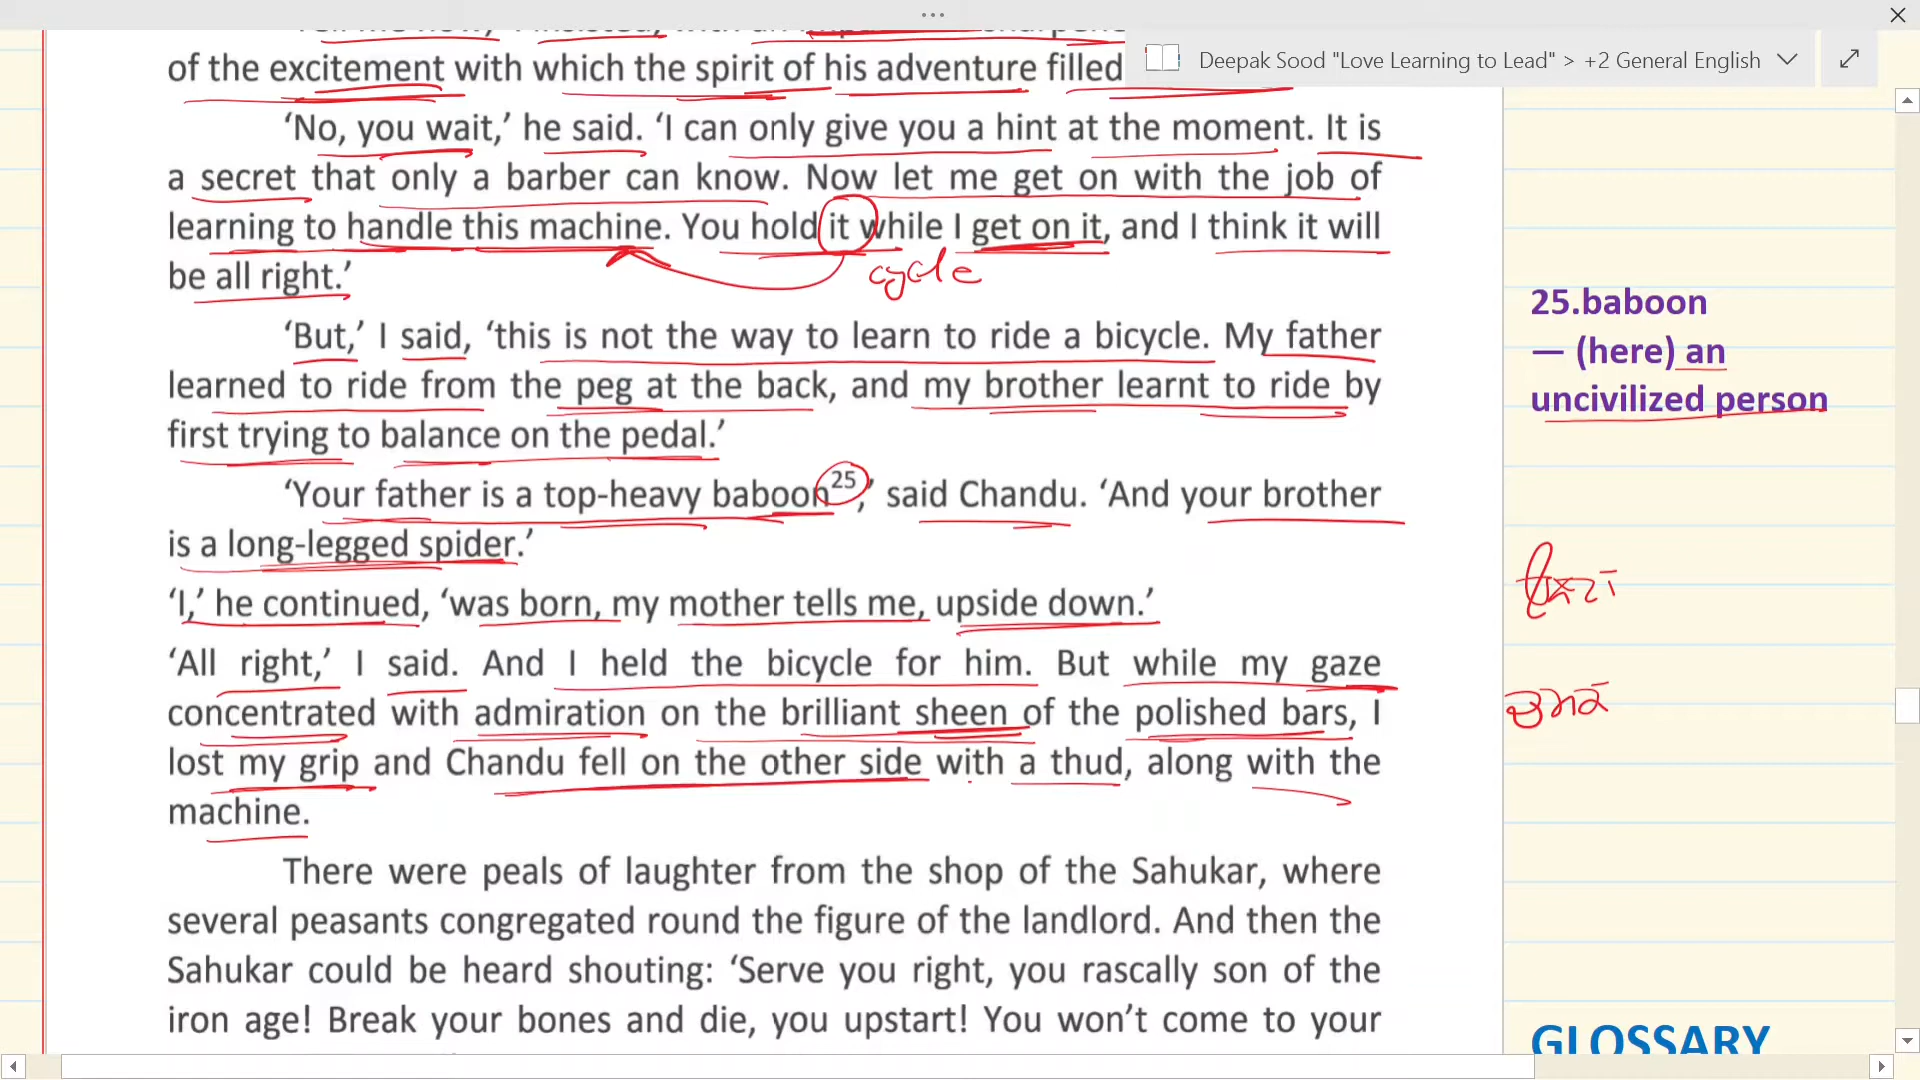 Deepak Sood "Love Learning to Lead" > +2 General English
of the excitement with which the spirit of his adventure filled
‘No, you wait,’ he said. ‘I can only give you a hint at the moment. It is
a secret that only a barber can know. Now let me get on with the job of
learning to handle this machine. You hold it while I get on it, and I think it will
be all right.’
cycle
‘But,’ I said, ‘this is not the way to learn to ride a bicycle. My father
learned to ride from the peg at the back, and my brother learnt to ride by
first trying to balance on the pedal.’
‘Your father is a top-heavy baboon25,’ said Chandu. ‘And your brother
is a long-legged spider.’
‘I,’ he continued, ‘was born, my mother tells me, upside down.’
‘All right,’ I said. And I held the bicycle for him. But while my gaze
concentrated with admiration on the brilliant sheen of the polished bars, I
lost my grip and Chandu fell on the other side with a thud, along with the
machine.
There were peals of laughter from the shop of the Sahukar, where
several peasants congregated round the figure of the landlord. And then the
Sahukar could be heard shouting: ‘Serve you right, you rascally son of the
iron age! Break your bones and die, you upstart! You won’t come to your
25.baboon
— (here) an
uncivilized person
GLOSSARY